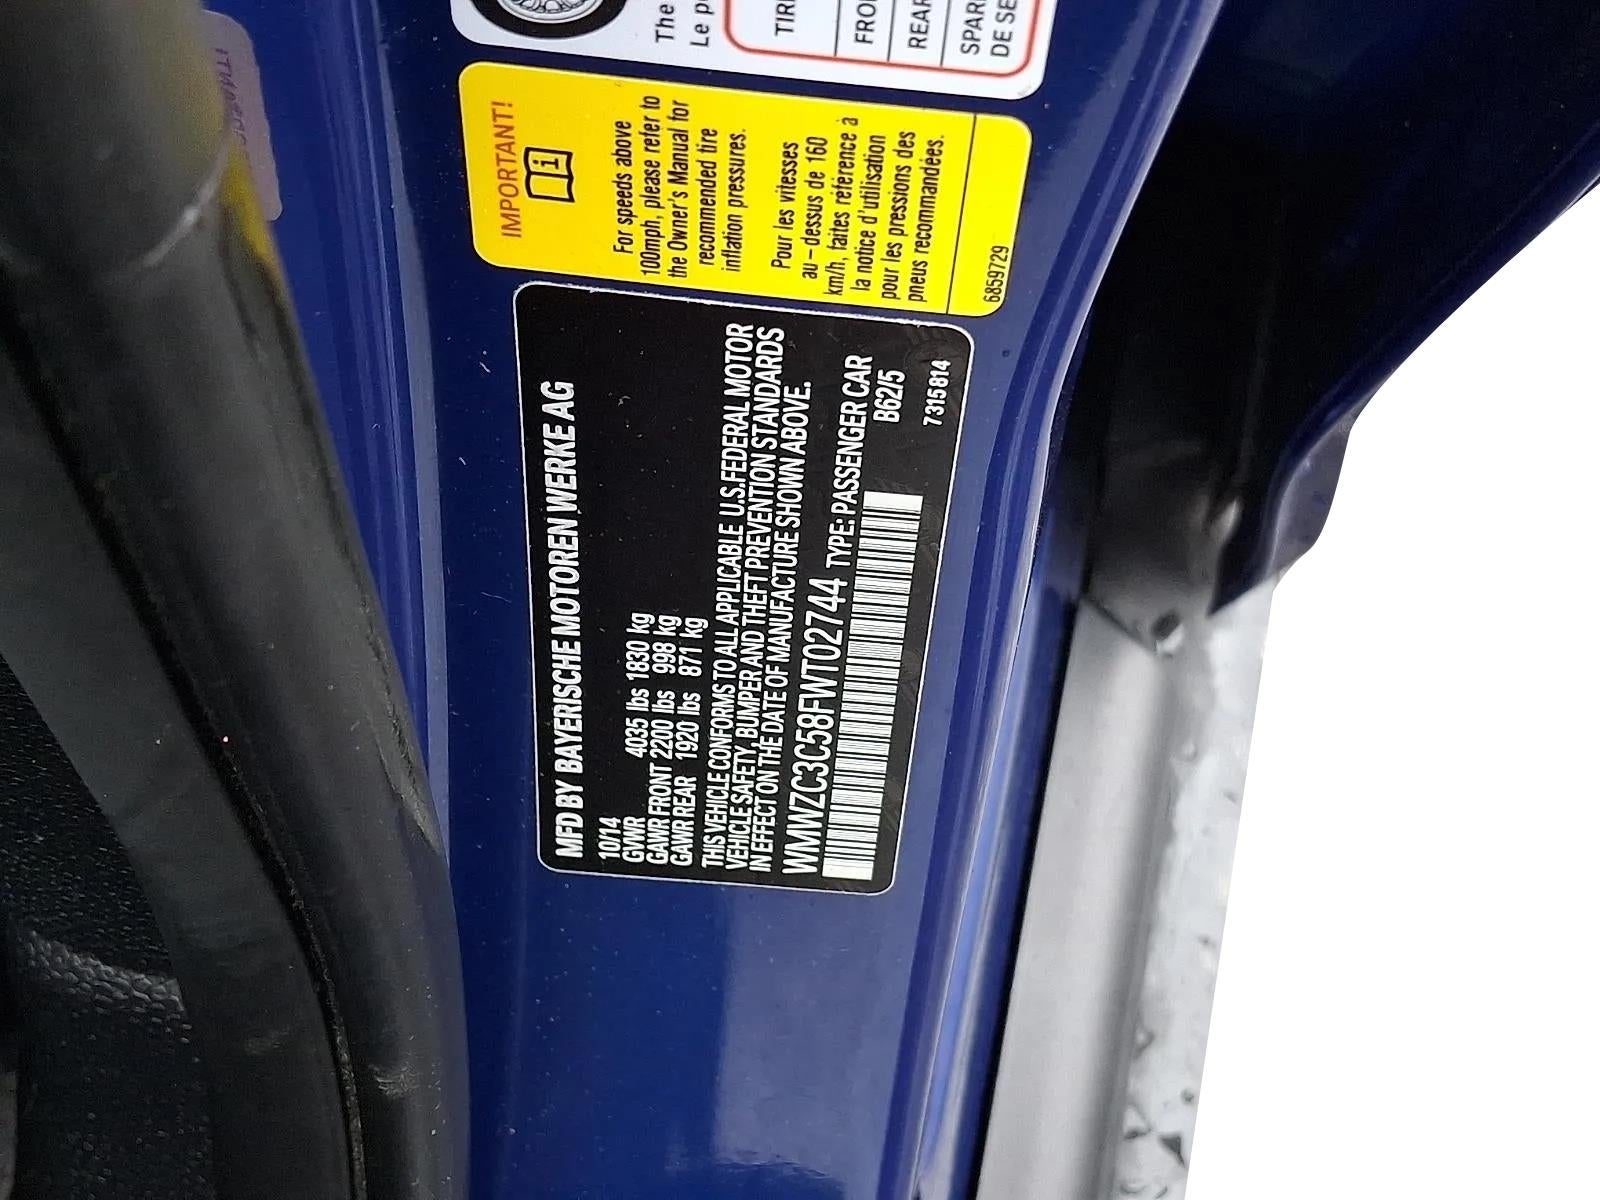 The
Le p
TIR
FRO
REAR
SPAR
DE SE
IMPORTANT!
For speeds above
100mph, please refer to
the Owner's Manual for
recommended tire
inflation pressures.
Pour les vitesses
au-dessus de 160
km/h, faites référence à
la notice d'utilisation
pour les pressions des
pneus recommandées.
6859729
MFD BY BAYERISCHE MOTOREN WERKE AG
10/14
GVWR 4035 lbs 1830 kg
GAWR FRONT 2200 lbs 998 kg
GAWR REAR 1920 lbs 871 kg
THIS VEHICLE CONFORMS TO ALL APPLICABLE U.S.FEDERAL MOTOR
VEHICLE SAFETY, BUMPER AND THEFT PREVENTION STANDARDS
IN EFFECT ON THE DATE OF MANUFACTURE SHOWN ABOVE.
WMWZC3C58FWT02744 TYPE: PASSENGER CAR
B62/5
7315814